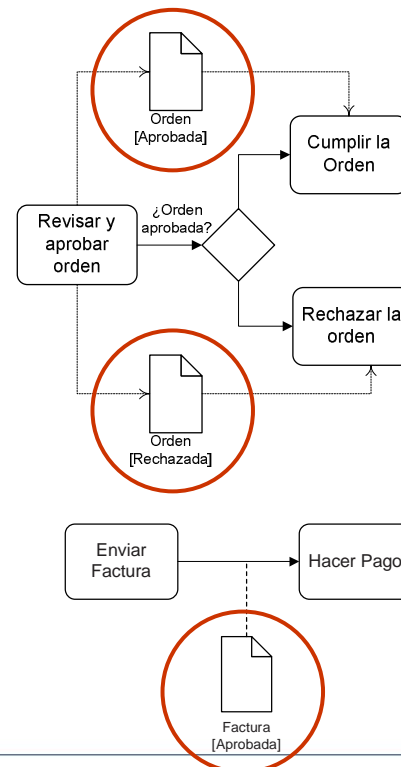 Orden
[Aprobada]
Cumplir la
Orden
¿Orden
aprobada?
Revisar y
aprobar
orden
Rechazar la
orden
Orden
[Rechazada]
Enviar
Factura
Hacer Pago
Factura
[Aprobada]